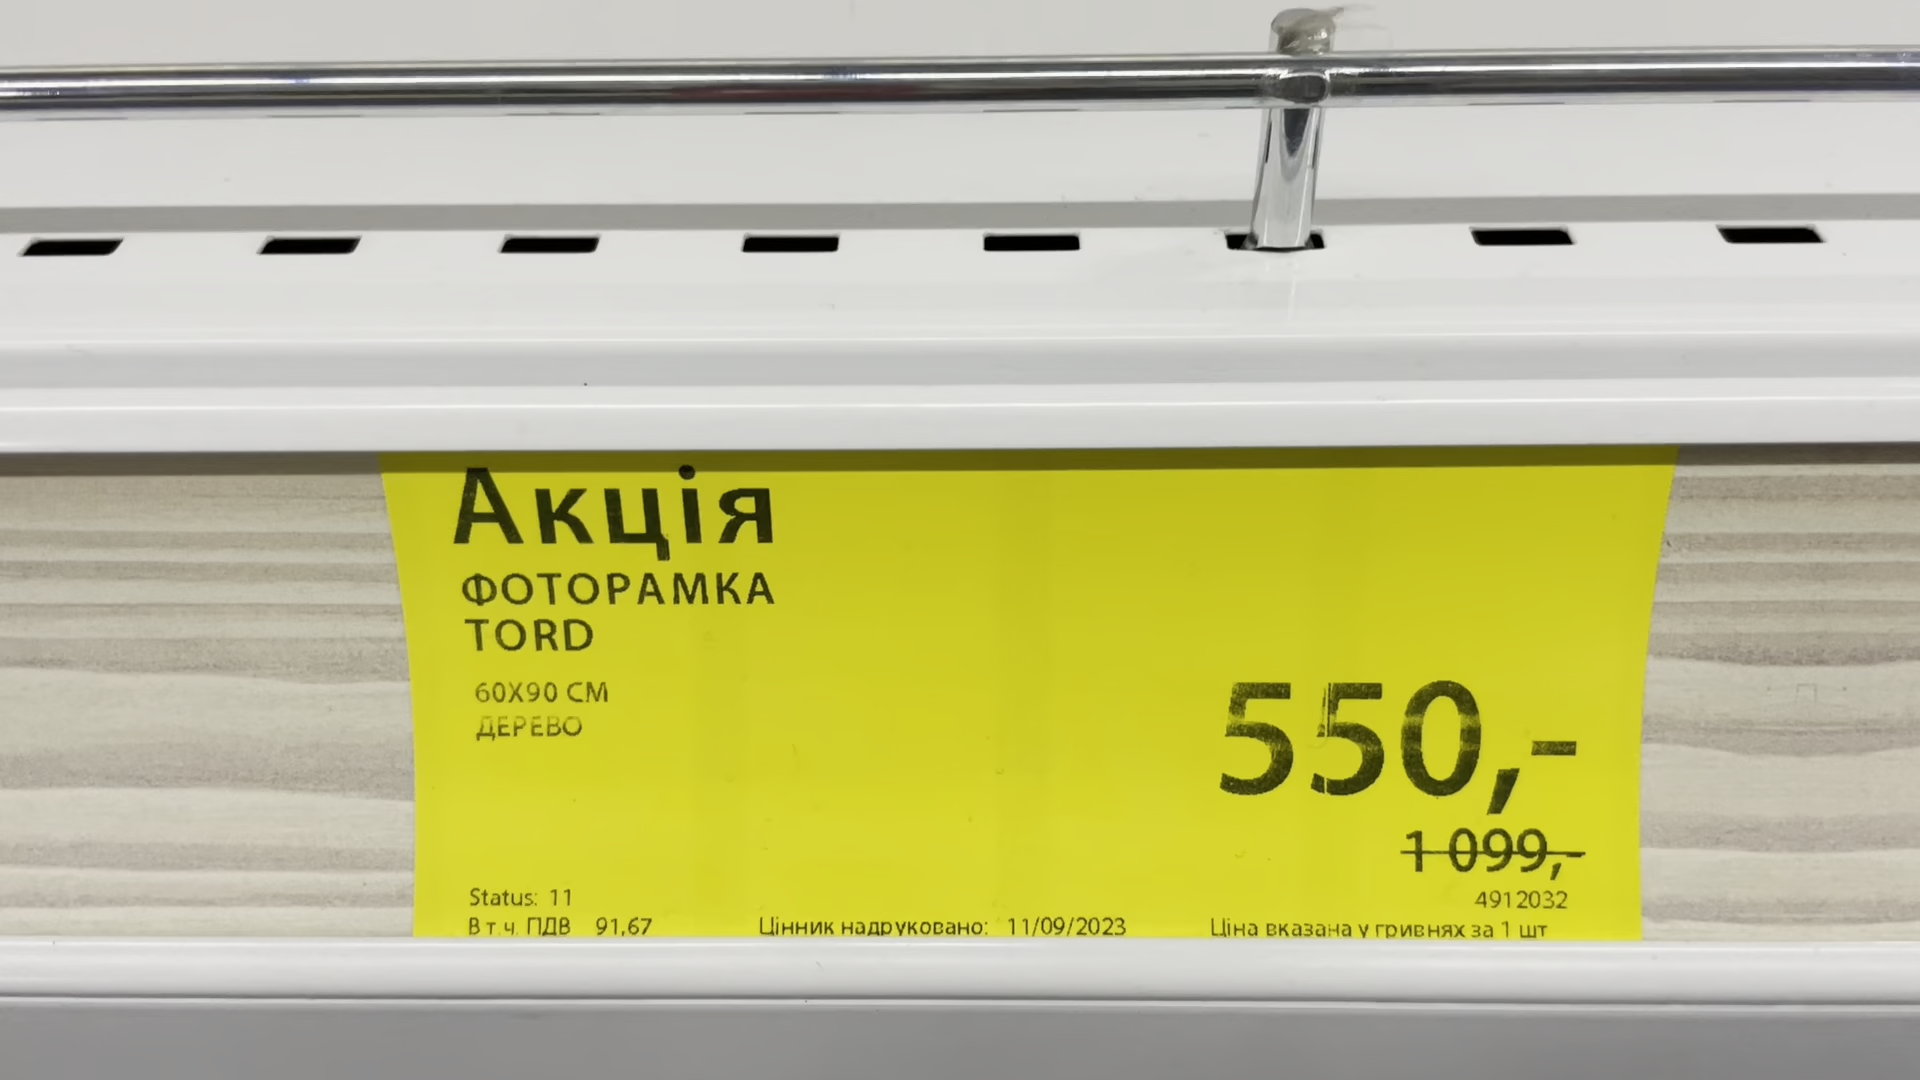 Акція
ФОТОРАМКА
TORD
60X90 СМ
ДЕРЕВО
550,-
1 099,-
4912032
Status: 11
В т.ч. ПДВ 91,67
Цінник надруковано: 11/09/2023
Ціна вказана у гривнях за 1 шт